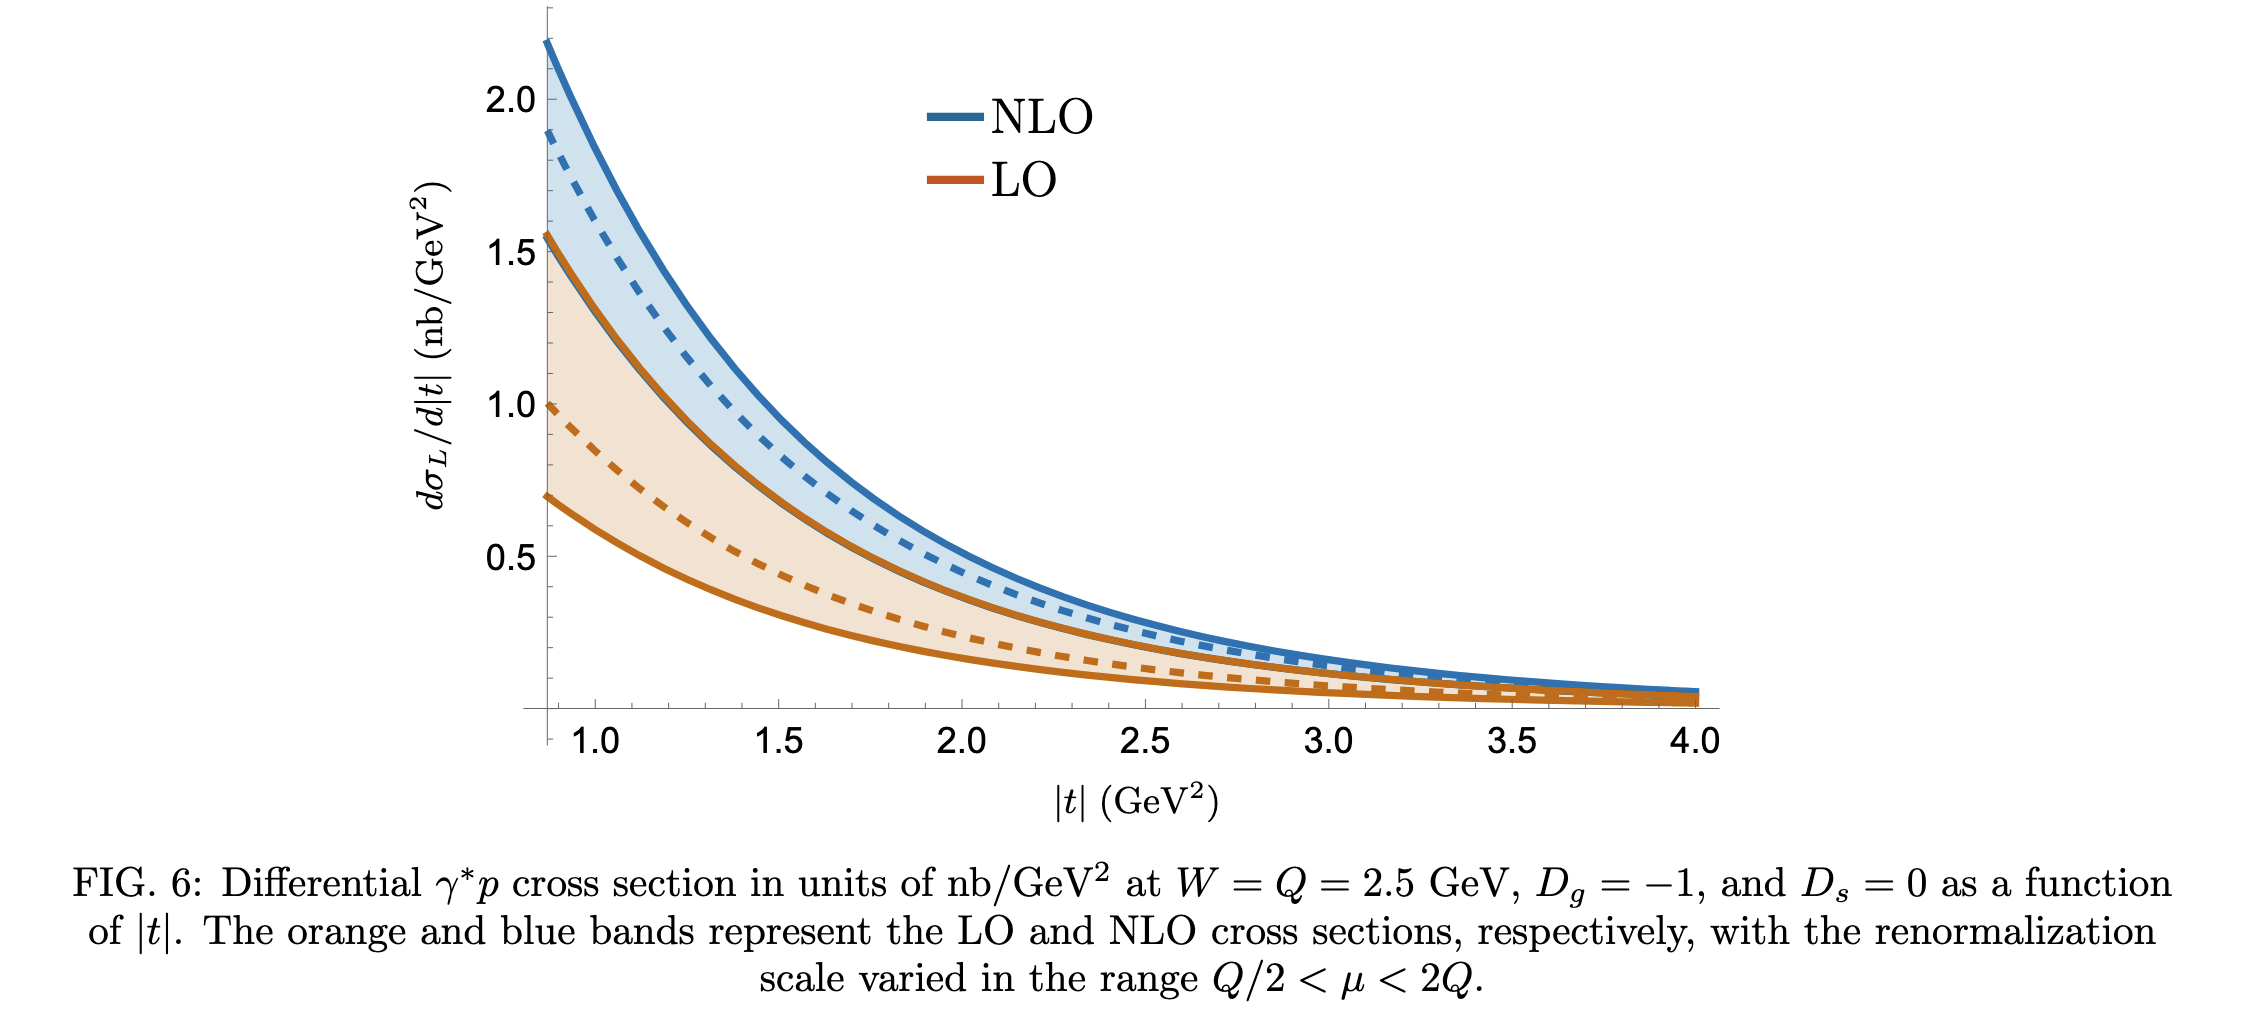 2.0
1.5
1.0
0.5
dσ_L/d|t| (nb/GeV²)
NLO
LO
1.0 1.5 2.0 2.5 3.0 3.5 4.0
|t| (GeV²)
FIG. 6: Differential γ*p cross section in units of nb/GeV² at W = Q = 2.5 GeV, D_g = −1, and D_s = 0 as a function
of |t|. The orange and blue bands represent the LO and NLO cross sections, respectively, with the renormalization
scale varied in the range Q/2 < μ < 2Q.